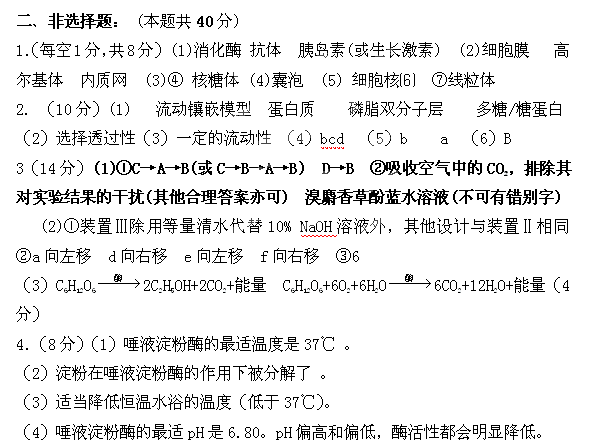 二、非选择题：（本题共 40 分）
1.(每空1分,共8分) (1)消化酶 抗体 胰岛素(或生长激素) (2)细胞膜 高
尔基体 内质网 (3)④ 核糖体 (4)囊泡 (5) 细胞核⑥ ⑦线粒体
2. （10分）(1) 流动镶嵌模型 蛋白质 磷脂双分子层 多糖/糖蛋白
（2）选择透过性（3）一定的流动性 （4）bcd （5）b a （6）B
3（14分）(1)①C→A→B(或C→B→A→B) D→B ②吸收空气中的CO₂，排除其
对实验结果的干扰(其他合理答案亦可) 溴麝香草酚蓝水溶液(不可有错别字)
(2)①装置Ⅲ除用等量清水代替10% NaOH溶液外，其他设计与装置Ⅱ相同
②a向左移 d向右移 e向左移 f向右移 ③6
（3）C₆H₁₂O₆ —酶→ 2C₂H₅OH+2CO₂+能量 C₆H₁₂O₆+6O₂+6H₂O —酶→ 6CO₂+12H₂O+能量（4
分）
4.（8分）（1）唾液淀粉酶的最适温度是37℃ 。
（2）淀粉在唾液淀粉酶的作用下被分解了 。
（3）适当降低恒温水浴的温度（低于37℃）。
（4）唾液淀粉酶的最适pH是6.80。pH偏高和偏低，酶活性都会明显降低。